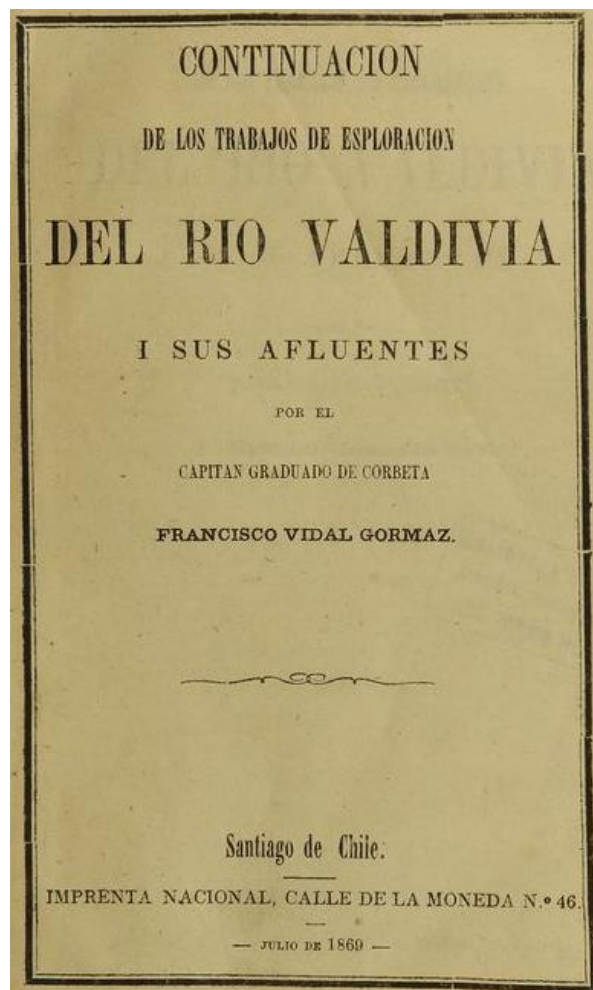 CONTINUACION
DE LOS TRABAJOS DE ESPLORACION
DEL RIO VALDIVIA
I SUS AFLUENTES
POR EL
CAPITAN GRADUADO DE CORBETA
FRANCISCO VIDAL GORMAZ.
Santiago de Chile.
IMPRENTA NACIONAL, CALLE DE LA MONEDA N.º 46.
— JULIO DE 1869 —